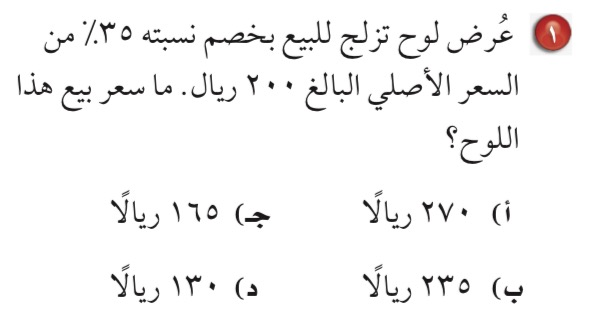 ١ عُرض لوح تزلج للبيع بخصم نسبته ٣٥٪ من
السعر الأصلي البالغ ٢٠٠ ريال. ما سعر بيع هذا
اللوح؟
أ) ٢٧٠ ريالًا جـ) ١٦٥ ريالًا
ب) ٢٣٥ ريالًا د) ١٣٠ ريالًا